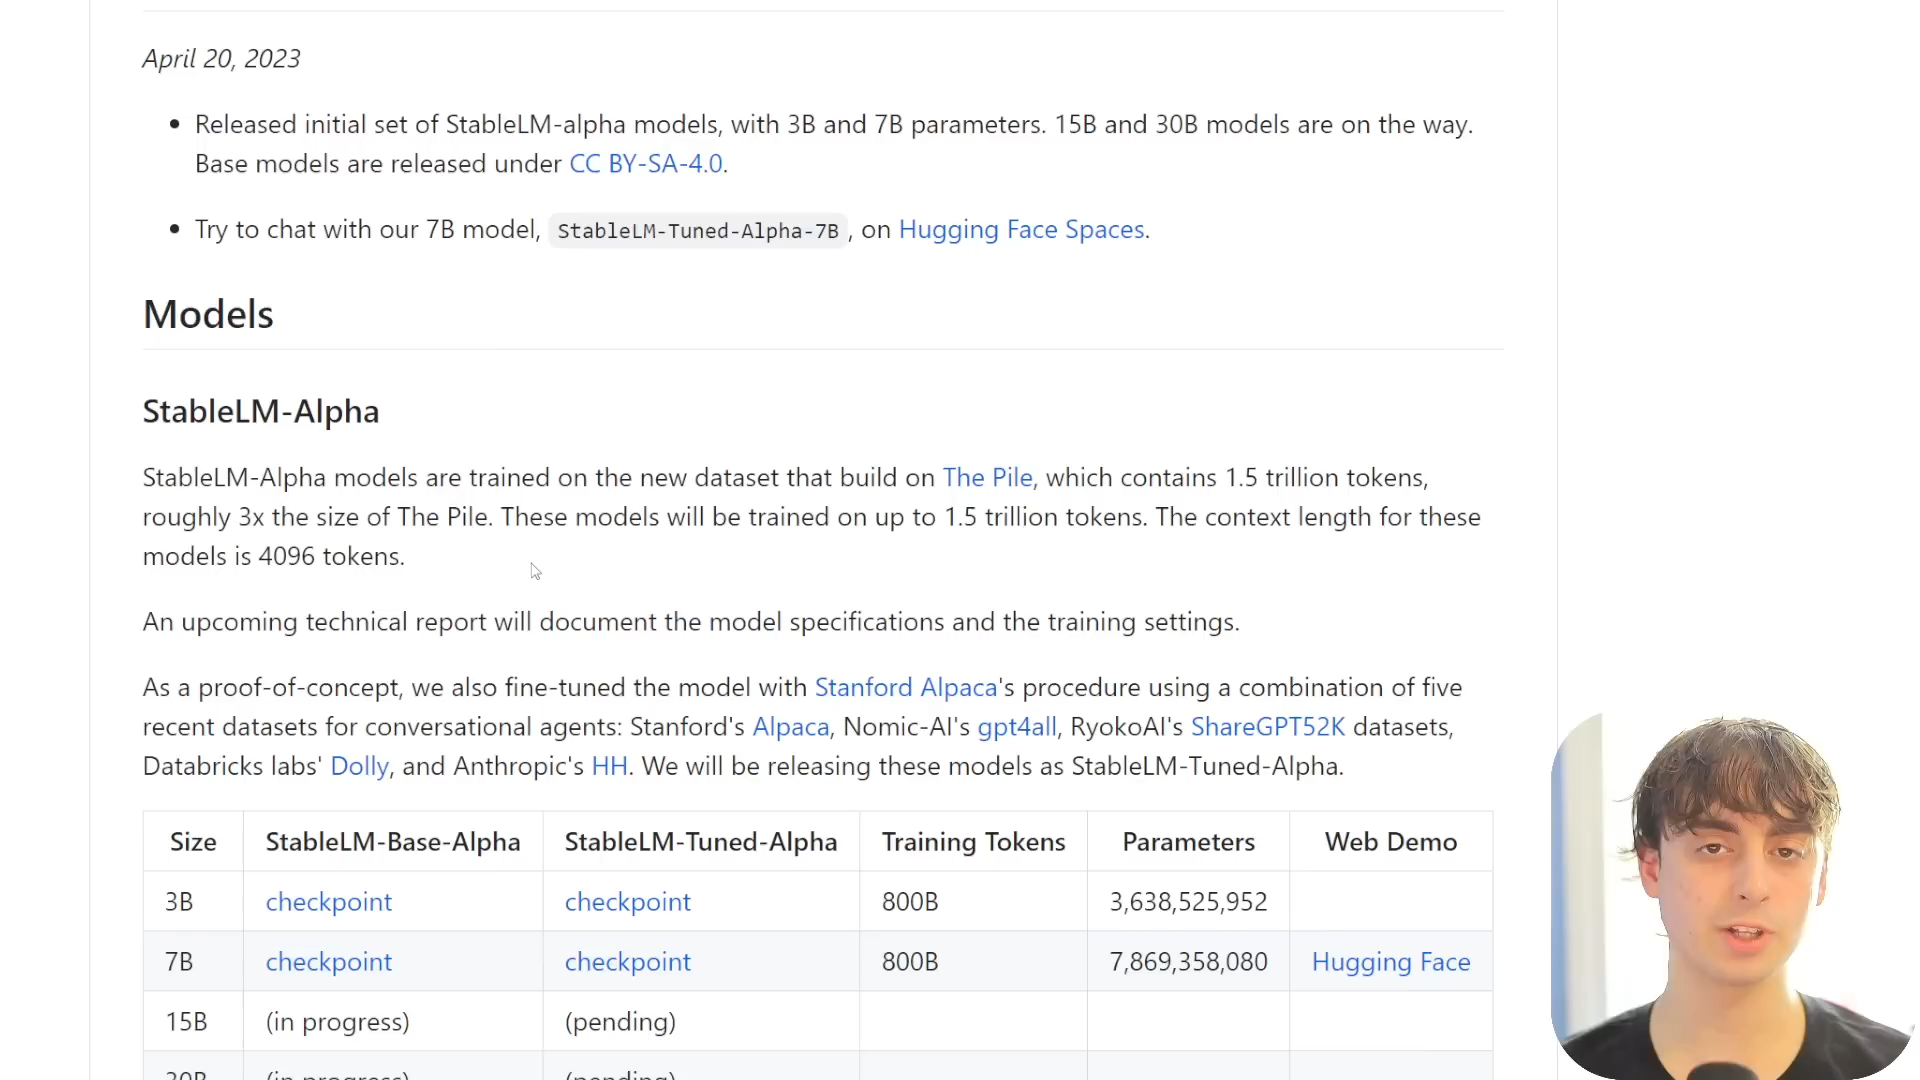 April 20, 2023
• Released initial set of StableLM-alpha models, with 3B and 7B parameters. 15B and 30B models are on the way.
Base models are released under CC BY-SA-4.0.
• Try to chat with our 7B model, StableLM-Tuned-Alpha-7B, on Hugging Face Spaces.
Models
StableLM-Alpha
StableLM-Alpha models are trained on the new dataset that build on The Pile, which contains 1.5 trillion tokens,
roughly 3x the size of The Pile. These models will be trained on up to 1.5 trillion tokens. The context length for these
models is 4096 tokens.
An upcoming technical report will document the model specifications and the training settings.
As a proof-of-concept, we also fine-tuned the model with Stanford Alpaca's procedure using a combination of five
recent datasets for conversational agents: Stanford's Alpaca, Nomic-AI's gpt4all, RyokoAI's ShareGPT52K datasets,
Databricks labs' Dolly, and Anthropic's HH. We will be releasing these models as StableLM-Tuned-Alpha.
Size StableLM-Base-Alpha StableLM-Tuned-Alpha Training Tokens Parameters Web Demo
3B checkpoint checkpoint 800B 3,638,525,952
7B checkpoint checkpoint 800B 7,869,358,080 Hugging Face
15B (in progress) (pending)
30B (in progress) (pending)